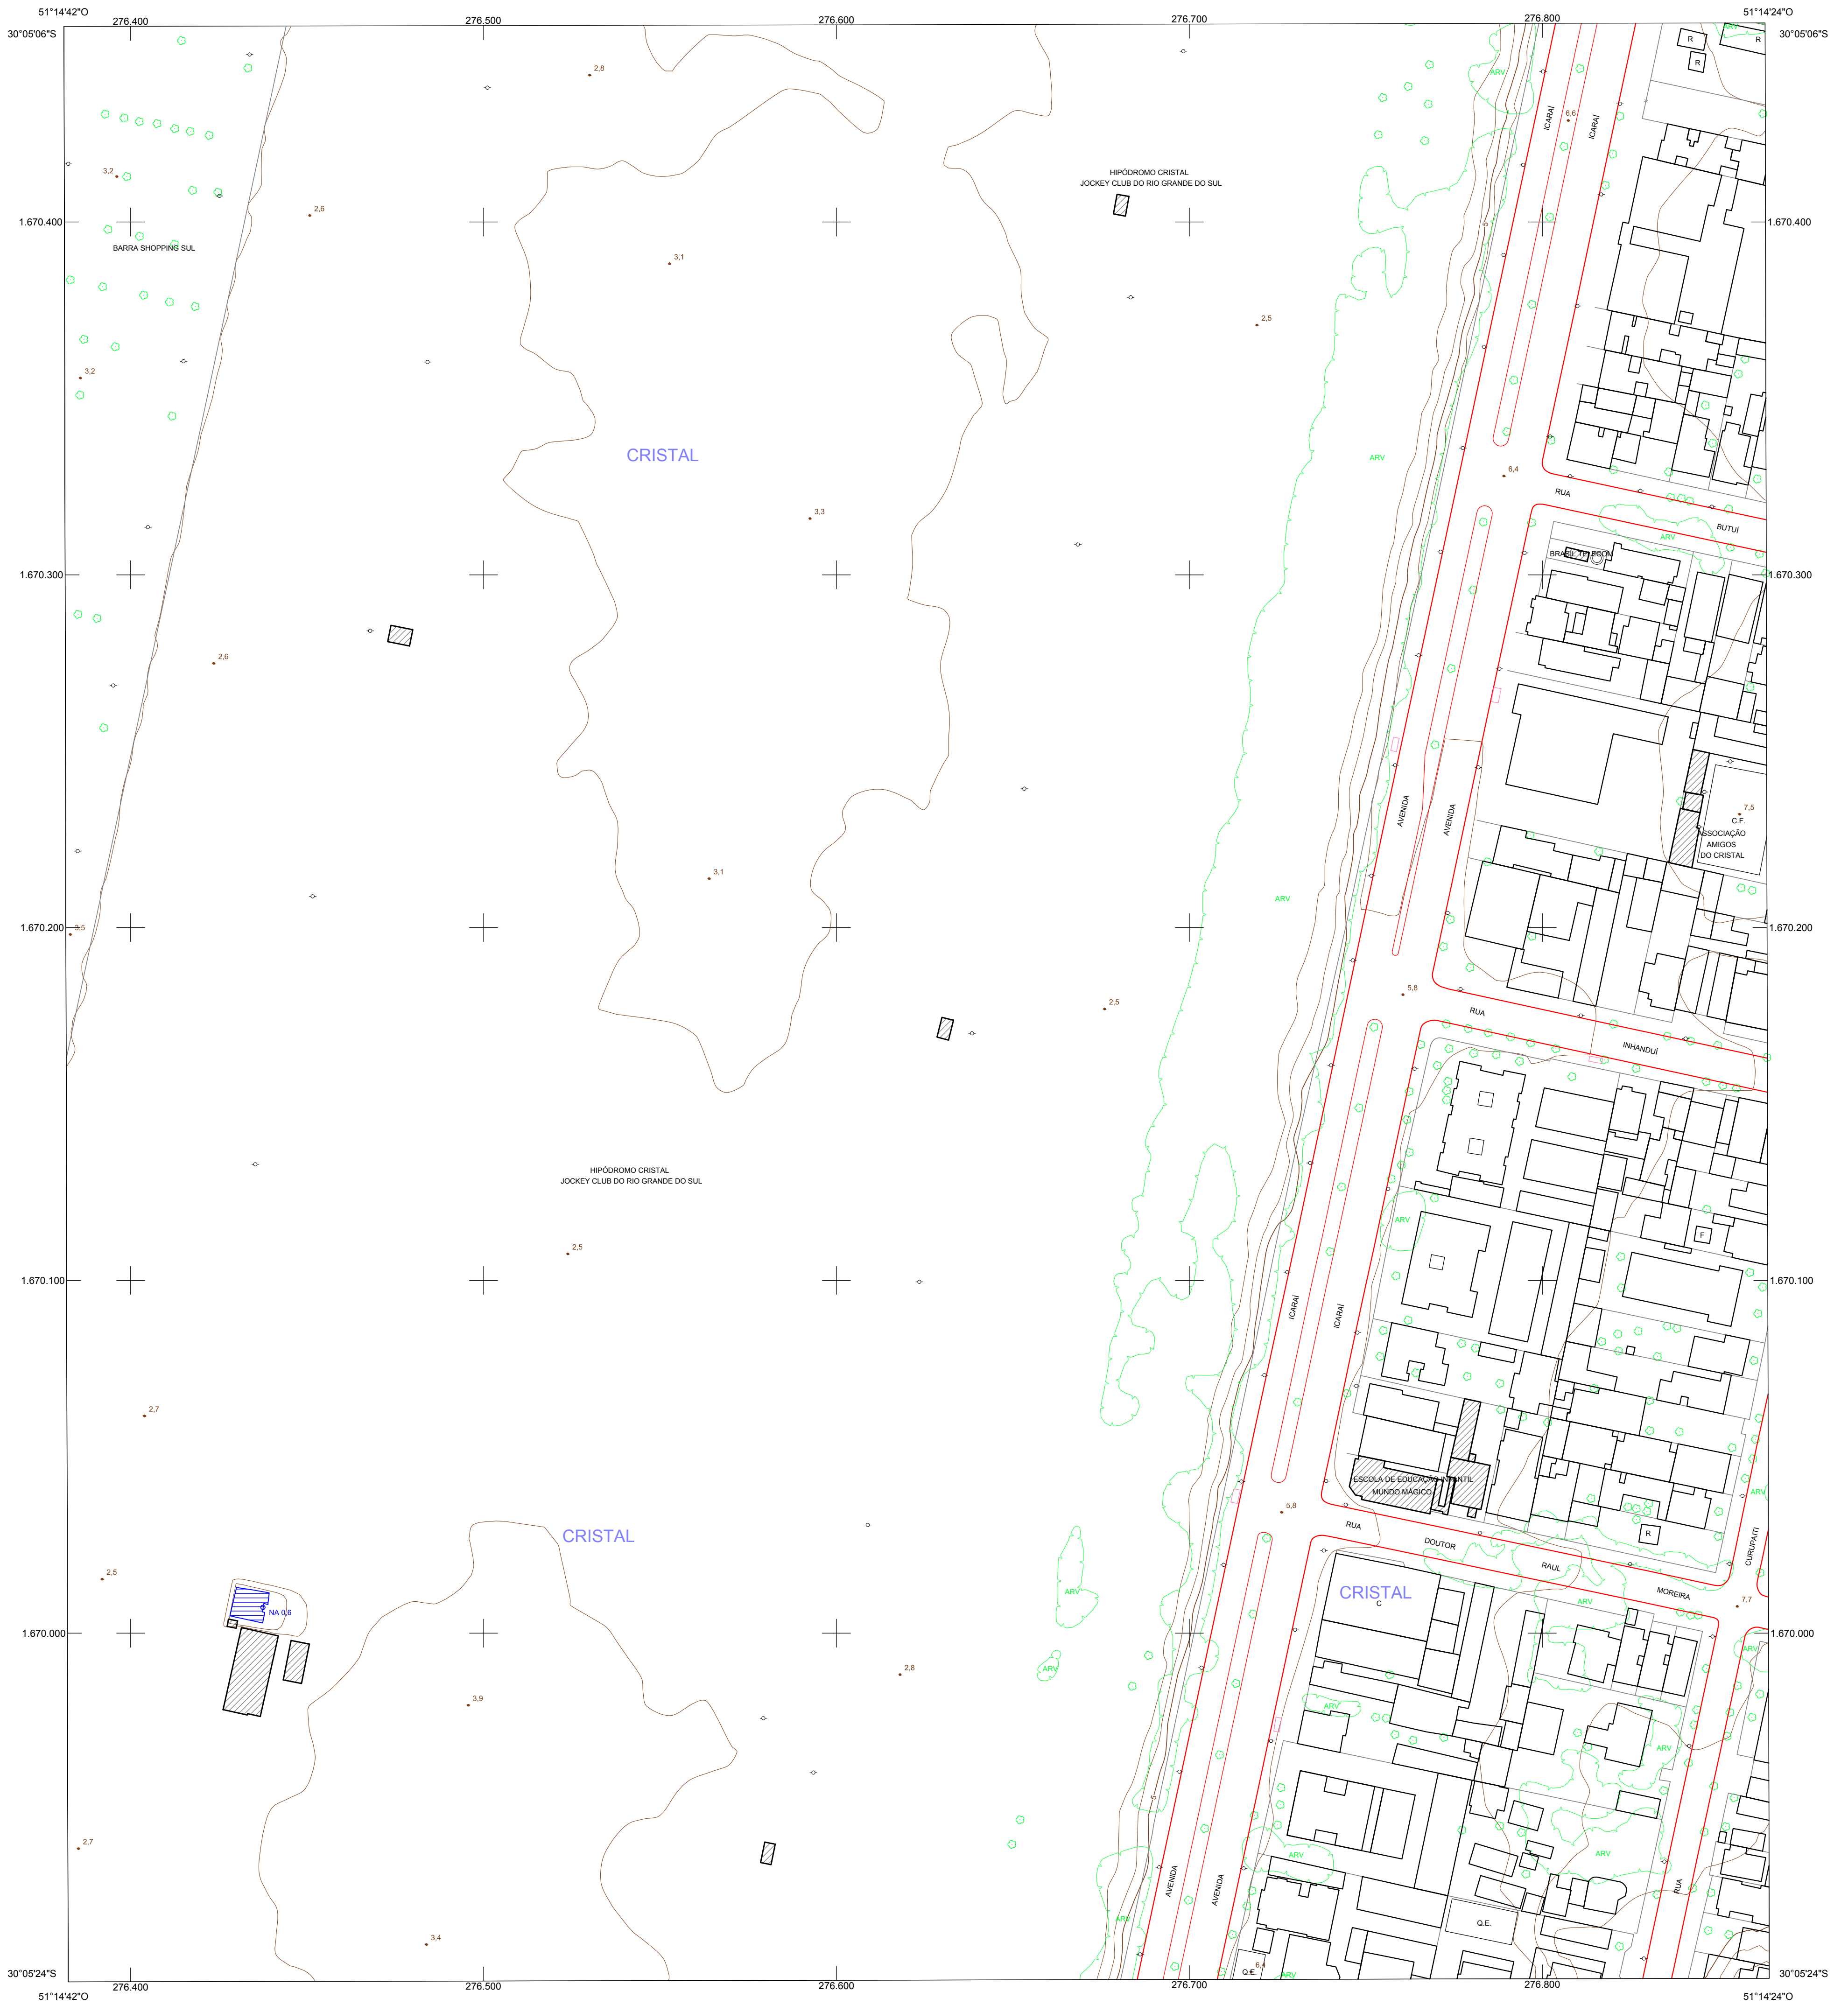 51°14'42"O
276.400
276.500
276.600
276.700
276.800
51°14'24"O
30°05'06"S
30°05'06"S
ARV
R
R
R
2,8
ARV
ICARAÍ
ICARAÍ
6,6
3,2
HIPÓDROMO CRISTAL
JOCKEY CLUB DO RIO GRANDE DO SUL
2,6
1.670.400
1.670.400
5
BARRA SHOPPING SUL
3,1
2,5
3,2
CRISTAL
ARV
6,4
RUA
BUTUÍ
3,3
ARV
BRASIL TELECOM
1.670.300
1.670.300
2,6
AVENIDA
AVENIDA
7,5
C.F.
ASSOCIAÇÃO
AMIGOS
DO CRISTAL
3,1
ARV
3,5
1.670.200
1.670.200
5,8
2,5
RUA
INHANDUÍ
HIPÓDROMO CRISTAL
JOCKEY CLUB DO RIO GRANDE DO SUL
ARV
F
2,5
1.670.100
1.670.100
ICARAÍ
ICARAÍ
2,7
ESCOLA DE EDUCAÇÃO INFANTIL
MUNDO MÁGICO
ARV
5,8
RUA
DOUTOR
RAUL
MOREIRA
R
CURUPAITI
CRISTAL
2,5
ARV
CRISTAL
C
ARV
7,7
NA 0,6
1.670.000
1.670.000
ARV
ARV
2,8
3,9
ARV
ARV
5
2,7
ARV
ARV
AVENIDA
AVENIDA
RUA
ARV
Q.E.
3,4
Q.E.
6,4
ARV
30°05'24"S
30°05'24"S
51°14'42"O
276.400
276.500
276.600
276.700
276.800
51°14'24"O